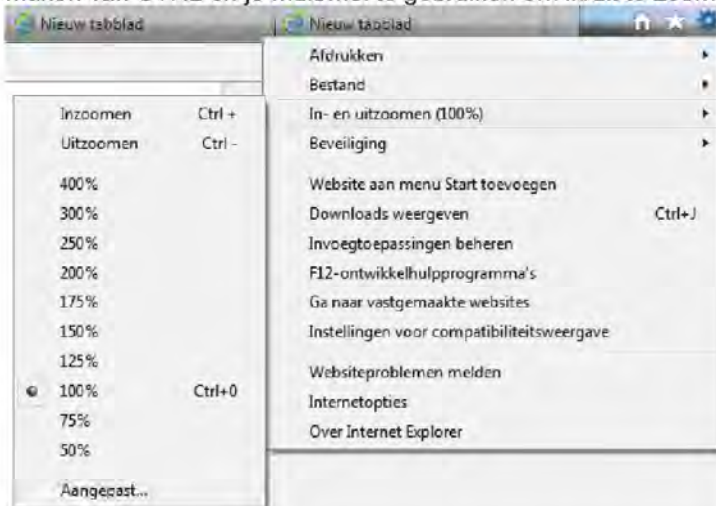 Nieuw tabblad
Nieuw tabblad
Afdrukken
Bestand
In- en uitzoomen (100%)
Beveiliging
Website aan menu Start toevoegen
Downloads weergeven Ctrl+J
Invoegtoepassingen beheren
F12-ontwikkelhulpprogramma's
Ga naar vastgemaakte websites
Instellingen voor compatibiliteitsweergave
Websiteproblemen melden
Internetopties
Over Internet Explorer
Inzoomen Ctrl +
Uitzoomen Ctrl -
400%
300%
250%
200%
175%
150%
125%
100% Ctrl+0
75%
50%
Aangepast...